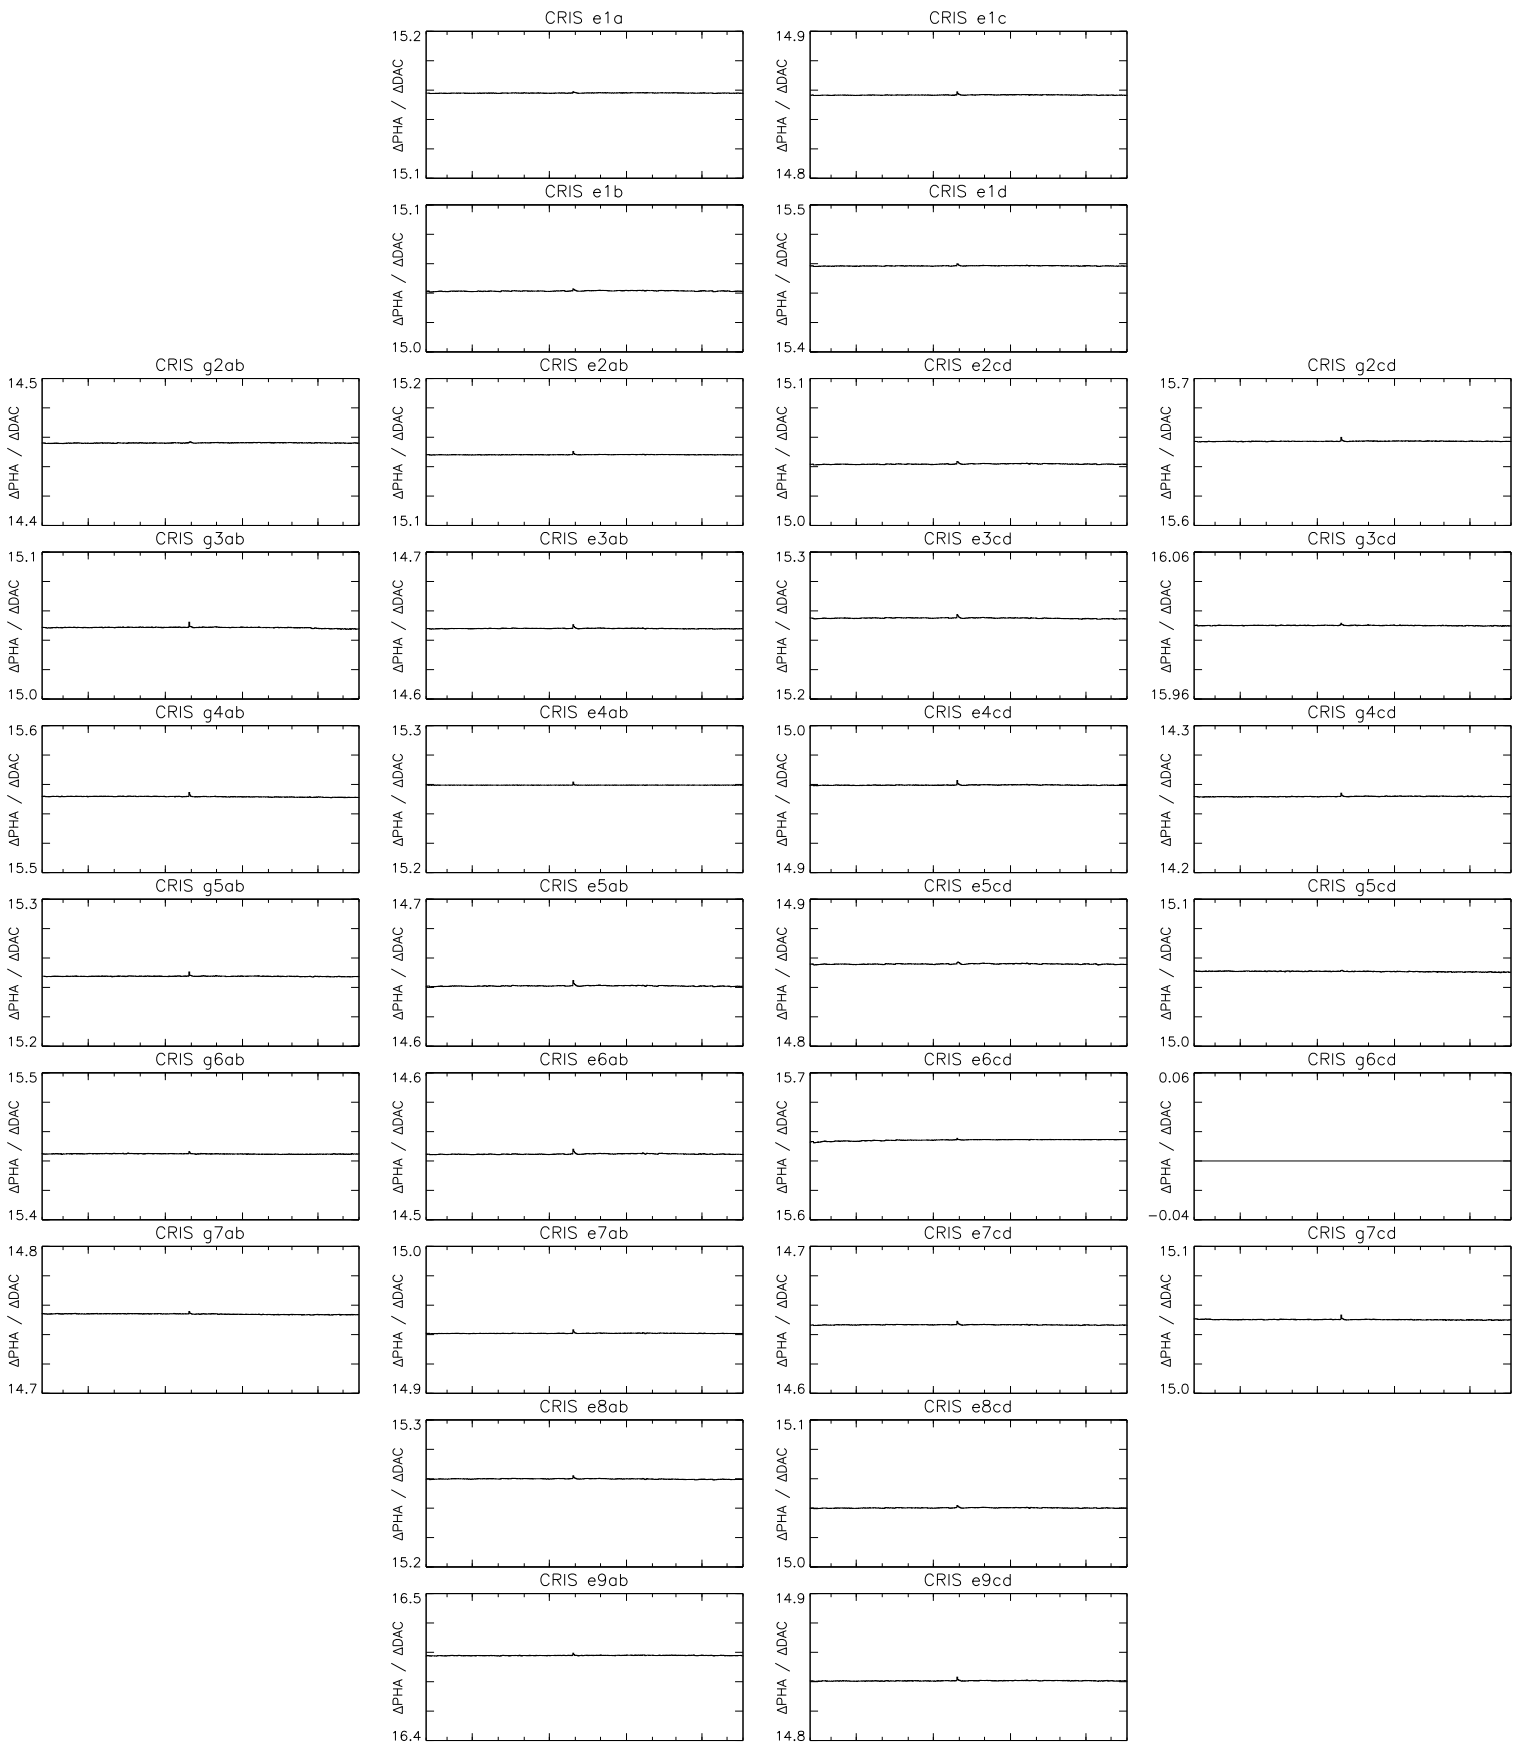 CRIS e1a
15.2
ΔPHA / ΔDAC
15.1
CRIS e1c
14.9
ΔPHA / ΔDAC
14.8
CRIS e1b
15.1
ΔPHA / ΔDAC
15.0
CRIS e1d
15.5
ΔPHA / ΔDAC
15.4
CRIS g2ab
14.5
ΔPHA / ΔDAC
14.4
CRIS e2ab
15.2
ΔPHA / ΔDAC
15.1
CRIS e2cd
15.1
ΔPHA / ΔDAC
15.0
CRIS g2cd
15.7
ΔPHA / ΔDAC
15.6
CRIS g3ab
15.1
ΔPHA / ΔDAC
15.0
CRIS e3ab
14.7
ΔPHA / ΔDAC
14.6
CRIS e3cd
15.3
ΔPHA / ΔDAC
15.2
CRIS g3cd
16.06
ΔPHA / ΔDAC
15.96
CRIS g4ab
15.6
ΔPHA / ΔDAC
15.5
CRIS e4ab
15.3
ΔPHA / ΔDAC
15.2
CRIS e4cd
15.0
ΔPHA / ΔDAC
14.9
CRIS g4cd
14.3
ΔPHA / ΔDAC
14.2
CRIS g5ab
15.3
ΔPHA / ΔDAC
15.2
CRIS e5ab
14.7
ΔPHA / ΔDAC
14.6
CRIS e5cd
14.9
ΔPHA / ΔDAC
14.8
CRIS g5cd
15.1
ΔPHA / ΔDAC
15.0
CRIS g6ab
15.5
ΔPHA / ΔDAC
15.4
CRIS e6ab
14.6
ΔPHA / ΔDAC
14.5
CRIS e6cd
15.7
ΔPHA / ΔDAC
15.6
CRIS g6cd
0.06
ΔPHA / ΔDAC
−0.04
CRIS g7ab
14.8
ΔPHA / ΔDAC
14.7
CRIS e7ab
15.0
ΔPHA / ΔDAC
14.9
CRIS e7cd
14.7
ΔPHA / ΔDAC
14.6
CRIS g7cd
15.1
ΔPHA / ΔDAC
15.0
CRIS e8ab
15.3
ΔPHA / ΔDAC
15.2
CRIS e8cd
15.1
ΔPHA / ΔDAC
15.0
CRIS e9ab
16.5
ΔPHA / ΔDAC
16.4
CRIS e9cd
14.9
ΔPHA / ΔDAC
14.8